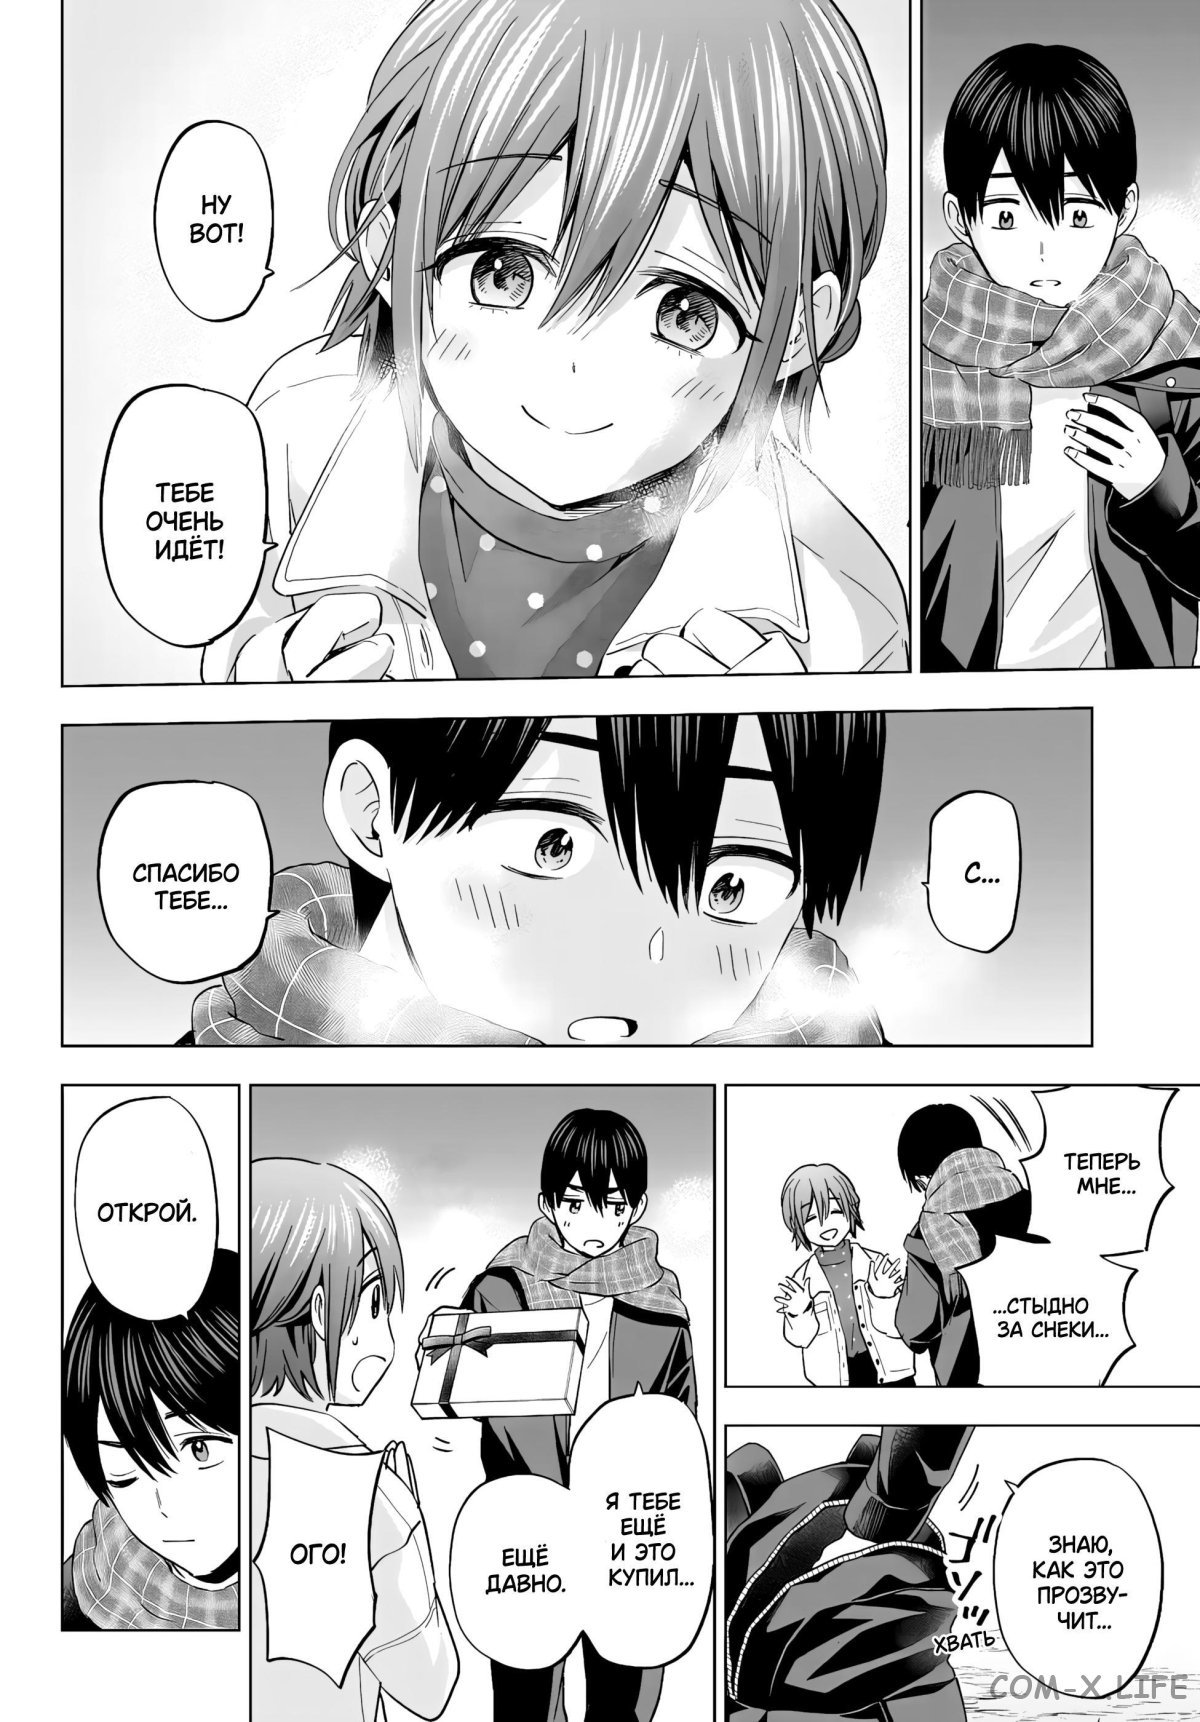 НУ
ВОТ!
ТЕБЕ
ОЧЕНЬ
ИДЁТ!
С...
СПАСИБО
ТЕБЕ...
ТЕПЕРЬ
МНЕ...
...СТЫДНО
ЗА СНЕКИ...
ЗНАЮ,
КАК ЭТО
ПРОЗВУ-
ЧИТ...
ХВАТЬ
Я ТЕБЕ
ЕЩЁ
И ЭТО
КУПИЛ...
ЕЩЁ
ДАВНО.
ОГО!
ОТКРОЙ.
COM-X.LIFE